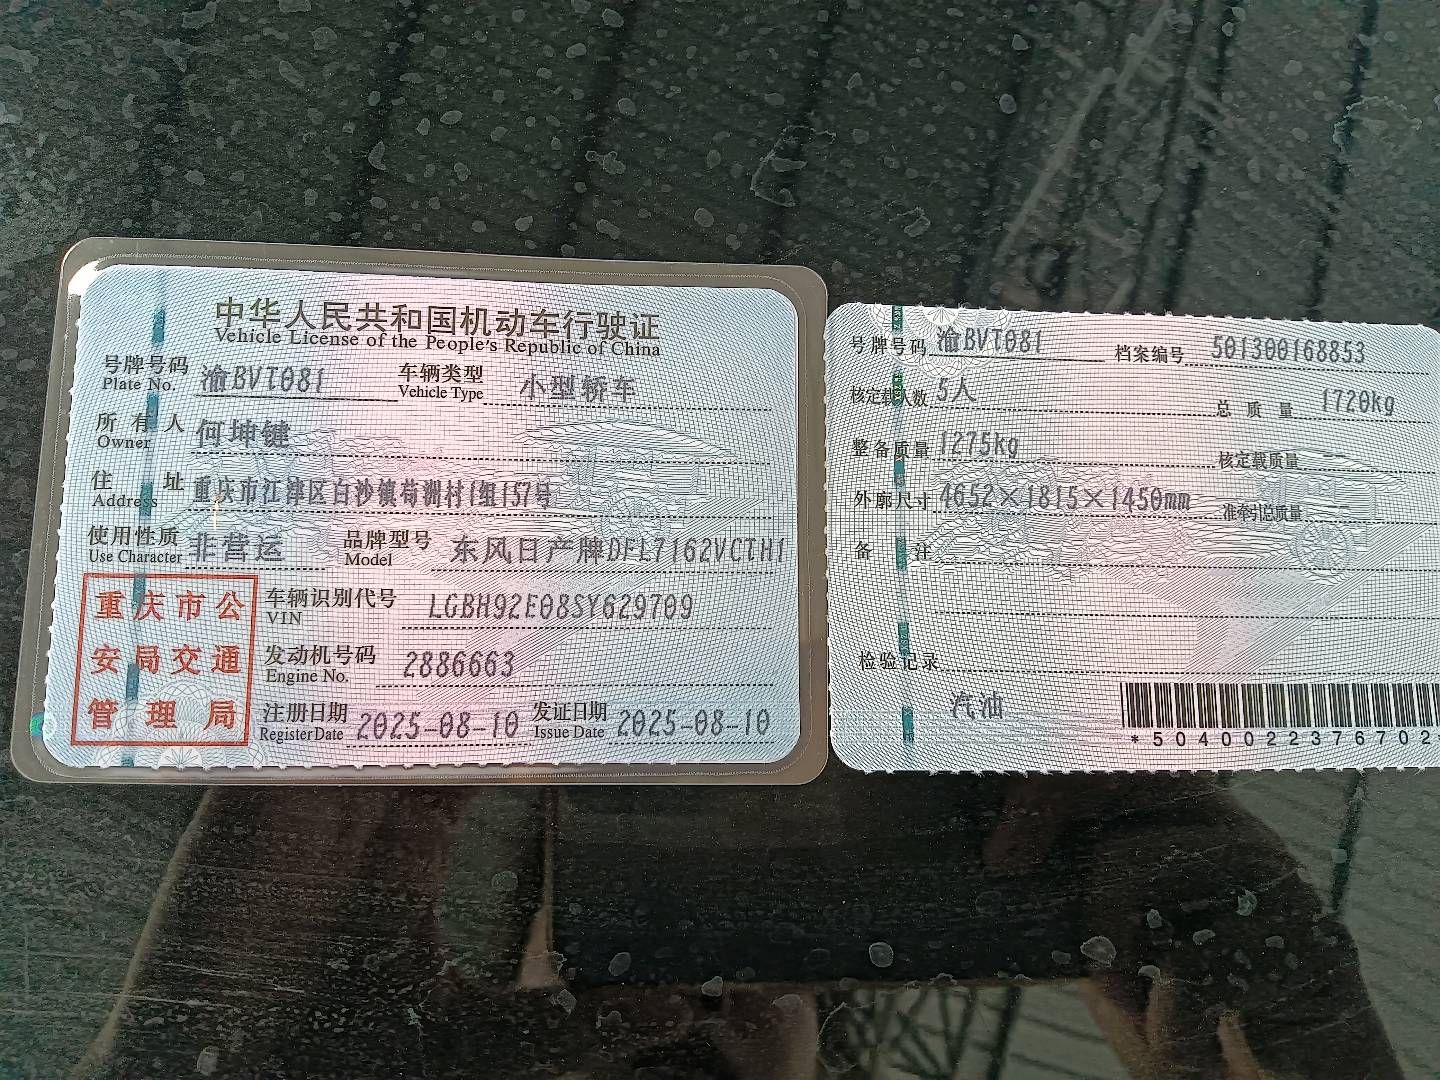 中华人民共和国机动车行驶证
Vehicle License of the People's Republic of China
号牌号码 渝BVT081 车辆类型 小型轿车
Plate No. Vehicle Type
所有人 何坤键
Owner
住址 重庆市江津区白沙镇荷洲村1组157号
Address
使用性质 非营运 品牌型号 东风日产牌DFL7162VCTH1
Use Character Model
重庆市公
安局交通
管理局
车辆识别代号 LGBH92E08SY629709
VIN
发动机号码 2886663
Engine No.
注册日期 2025-08-10 发证日期 2025-08-10
Register Date Issue Date
号牌号码 渝BVT081 档案编号 501300168853
核定载人数 5人 总质量 1720kg
整备质量 1275kg 核定载质量
外廓尺寸 4652×1815×1450mm 准牵引总质量
备注
检验记录
汽油
*5040022376702*